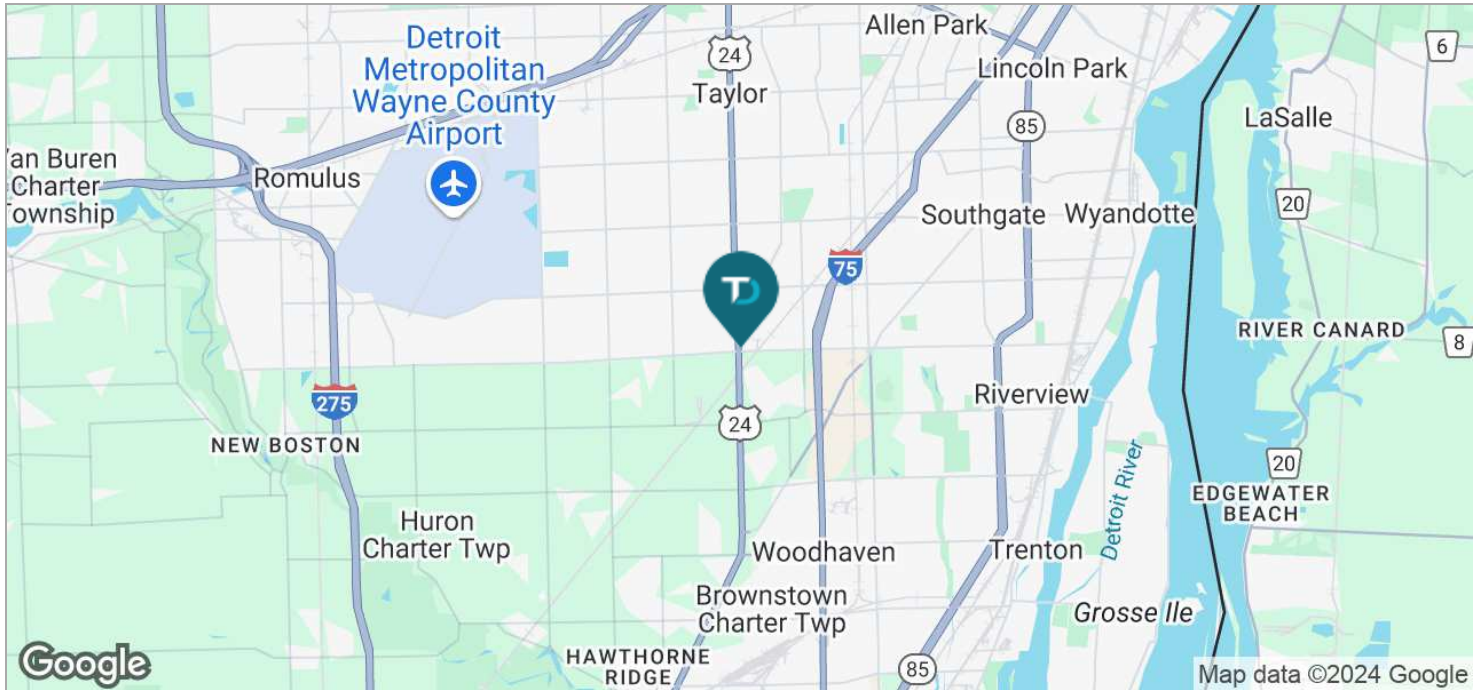 Allen Park
6
Detroit
Metropolitan
Wayne County
Airport
24
Lincoln Park
Taylor
85
LaSalle
Van Buren
Charter
Township
Romulus
20
Southgate
Wyandotte
TD
75
RIVER CANARD
8
275
Riverview
24
NEW BOSTON
20
EDGEWATER
BEACH
Detroit River
Huron
Charter Twp
Woodhaven
Trenton
Brownstown
Charter Twp
Grosse Ile
HAWTHORNE
RIDGE
85
Google
Map data ©2024 Google